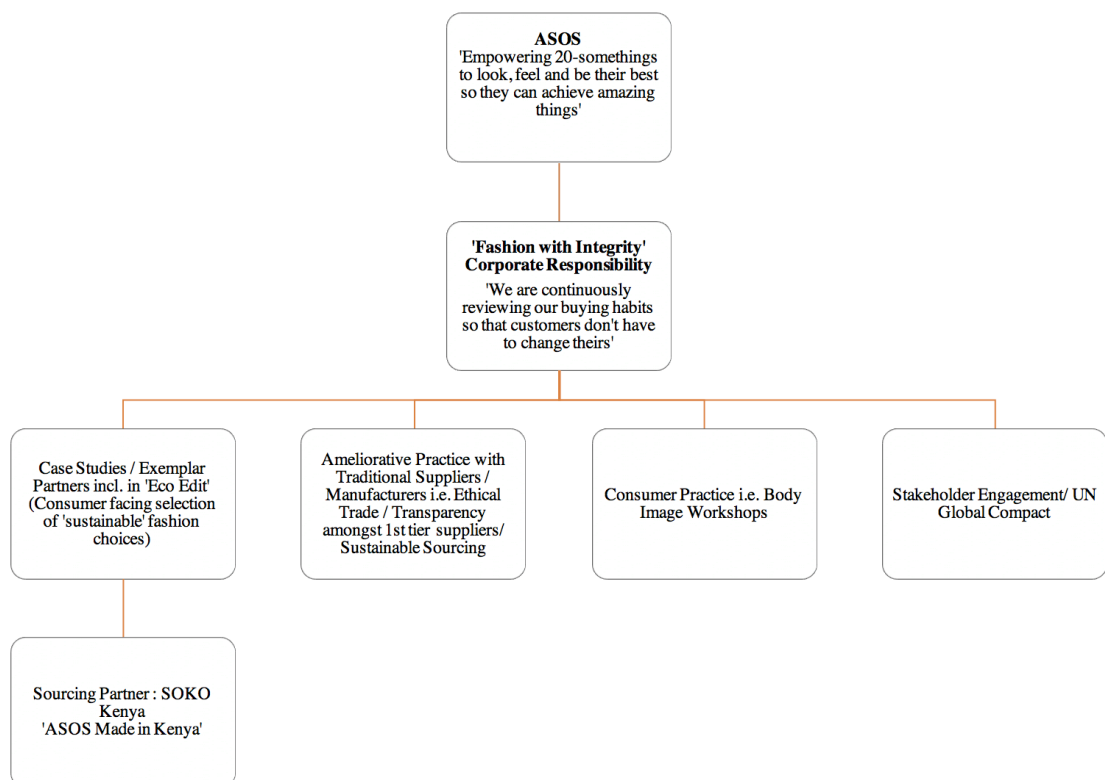 ASOS
'Empowering 20-somethings
to look, feel and be their best
so they can achieve amazing
things'
'Fashion with Integrity'
Corporate Responsibility
'We are continuously
reviewing our buying habits
so that customers don't have
to change theirs'
Case Studies / Exemplar
Partners incl. in 'Eco Edit'
(Consumer facing selection
of 'sustainable' fashion
choices)
Ameliorative Practice with
Traditional Suppliers /
Manufacturers i.e. Ethical
Trade / Transparency
amongst 1st tier suppliers/
Sustainable Sourcing
Consumer Practice i.e. Body
Image Workshops
Stakeholder Engagement/ UN
Global Compact
Sourcing Partner : SOKO
Kenya
'ASOS Made in Kenya'